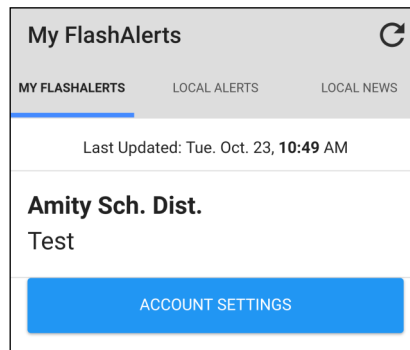 My FlashAlerts
MY FLASHALERTS LOCAL ALERTS LOCAL NEWS
Last Updated: Tue. Oct. 23, 10:49 AM
Amity Sch. Dist.
Test
ACCOUNT SETTINGS